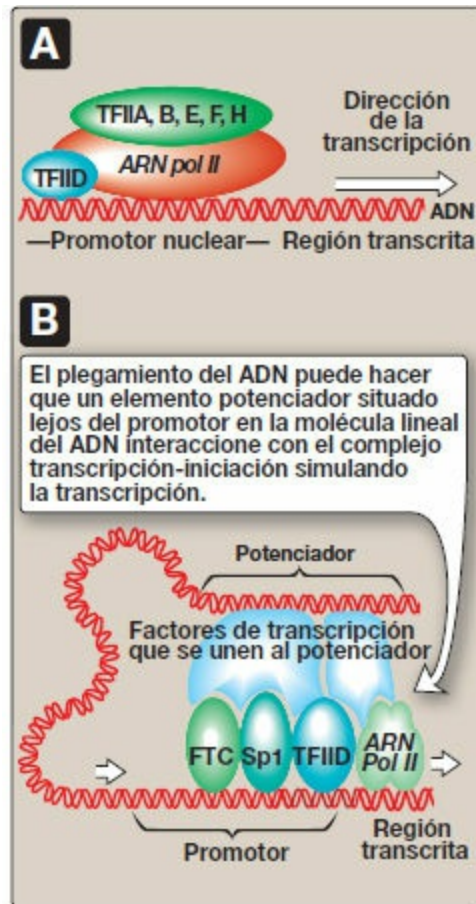 A
TFIIA, B, E, F, H
ARN pol II
TFIID
Dirección
de la
transcripción
ADN
—Promotor nuclear— Región transcrita
B
El plegamiento del ADN puede hacer
que un elemento potenciador situado
lejos del promotor en la molécula lineal
del ADN interaccione con el complejo
transcripción-iniciación simulando
la transcripción.
Potenciador
Factores de transcripción
que se unen al potenciador
FTC Sp1 TFIID ARN
Pol II
Promotor
Región
transcrita